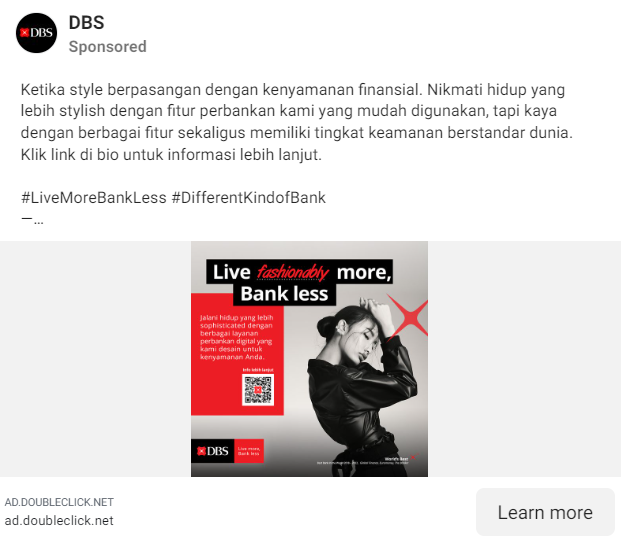 DBS
DBS
Sponsored
Ketika style berpasangan dengan kenyamanan finansial. Nikmati hidup yang
lebih stylish dengan fitur perbankan kami yang mudah digunakan, tapi kaya
dengan berbagai fitur sekaligus memiliki tingkat keamanan berstandar dunia.
Klik link di bio untuk informasi lebih lanjut.
#LiveMoreBankLess #DifferentKindofBank
—...
Live fashionably more,
Bank less
Jalani hidup yang lebih
sophisticated dengan
berbagai layanan
perbankan digital yang
kami desain untuk
kenyamanan Anda.
Info lebih lanjut
DBS
Live more,
Bank less
World's Best
AD.DOUBLECLICK.NET
ad.doubleclick.net
Learn more